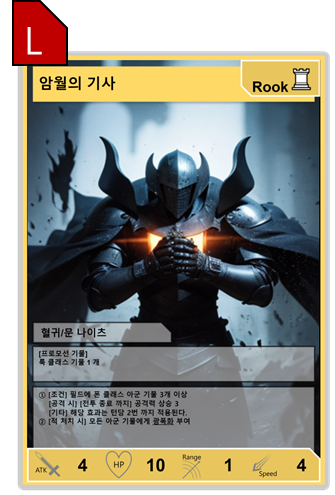 L
암월의 기사
Rook
혈귀/문 나이츠
[프로모션 기물]
룩 클래스 기물 1 개
① [조건] 필드에 폰 클래스 아군 기물 3개 이상
[공격 시] [전투 종료 까지] 공격력 상승 3
[기타] 해당 효과는 턴당 2번 까지 적용된다.
② [적 처치 시] 모든 아군 기물에게 광폭화 부여
ATK 4 HP 10 Range 1 Speed 4